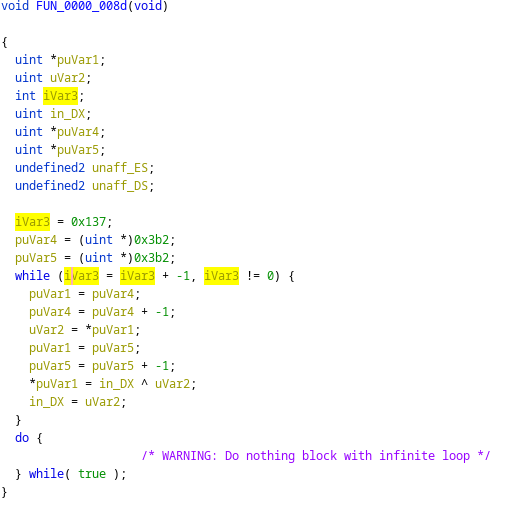 void FUN_0000_008d(void)
{
uint *puVar1;
uint uVar2;
int iVar3;
uint in_DX;
uint *puVar4;
uint *puVar5;
undefined2 unaff_ES;
undefined2 unaff_DS;
iVar3 = 0x137;
puVar4 = (uint *)0x3b2;
puVar5 = (uint *)0x3b2;
while (iVar3 = iVar3 + -1, iVar3 != 0) {
puVar1 = puVar4;
puVar4 = puVar4 + -1;
uVar2 = *puVar1;
puVar1 = puVar5;
puVar5 = puVar5 + -1;
*puVar1 = in_DX ^ uVar2;
in_DX = uVar2;
}
do {
/* WARNING: Do nothing block with infinite loop */
} while( true );
}